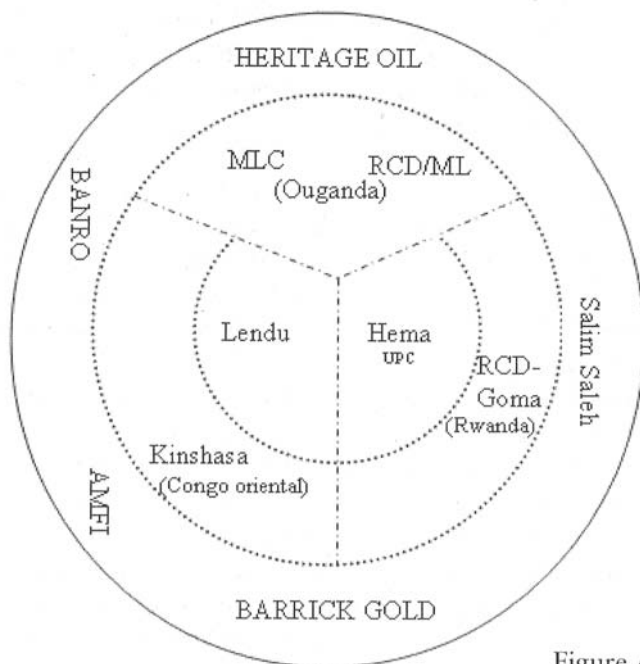 HERITAGE OIL
MLC
RCD/ML
(Ouganda)
BANRO
Salim Saleh
Lendu
Hema
UPC
RCD-
Goma
(Rwanda)
Kinshasa
(Congo oriental)
AMFI
BARRICK GOLD
Figure